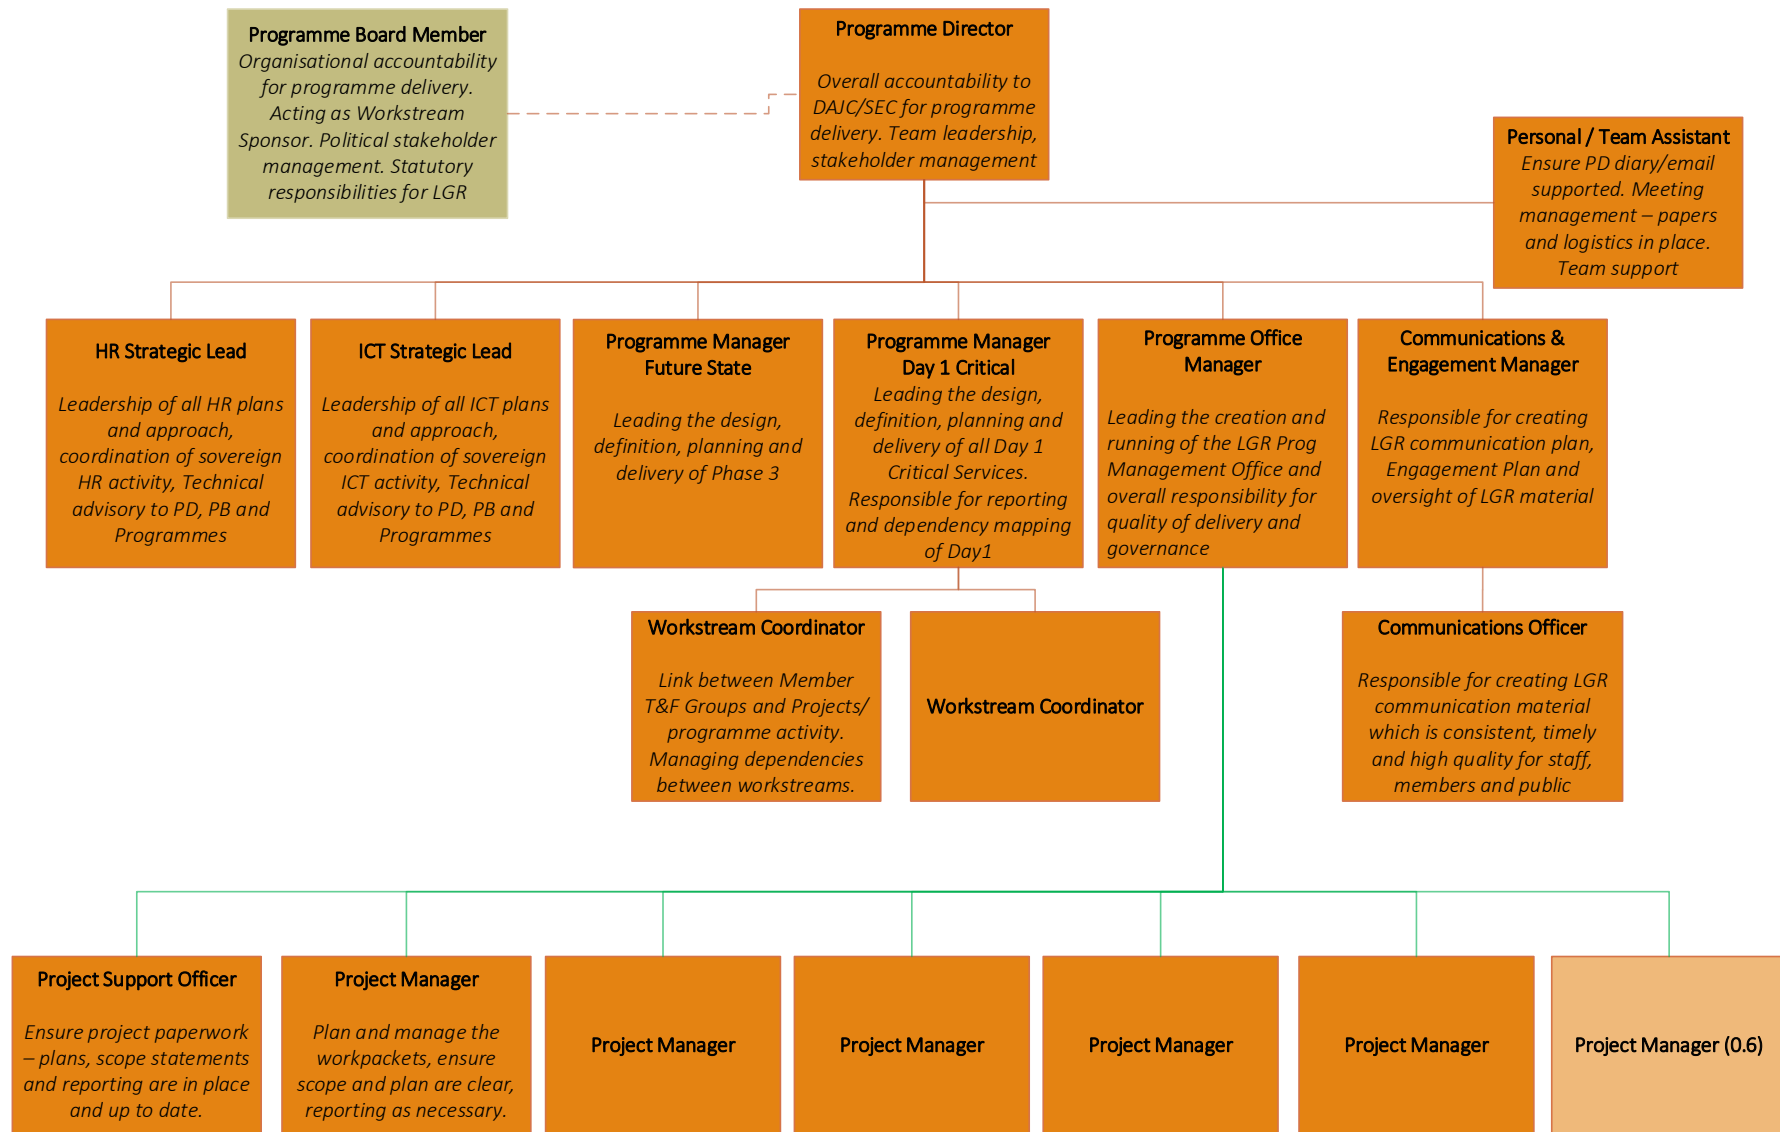 Programme Board Member
Organisational accountability
for programme delivery.
Acting as Workstream
Sponsor. Political stakeholder
management. Statutory
responsibilities for LGR
Programme Director
Overall accountability to
DAJC/SEC for programme
delivery. Team leadership,
stakeholder management
Personal / Team Assistant
Ensure PD diary/email
supported. Meeting
management – papers
and logistics in place.
Team support
HR Strategic Lead
Leadership of all HR plans
and approach,
coordination of sovereign
HR activity, Technical
advisory to PD, PB and
Programmes
ICT Strategic Lead
Leadership of all ICT plans
and approach,
coordination of sovereign
ICT activity, Technical
advisory to PD, PB and
Programmes
Programme Manager
Future State
Leading the design,
definition, planning and
delivery of Phase 3
Programme Manager
Day 1 Critical
Leading the design,
definition, planning and
delivery of all Day 1
Critical Services.
Responsible for reporting
and dependency mapping
of Day1
Programme Office
Manager
Leading the creation and
running of the LGR Prog
Management Office and
overall responsibility for
quality of delivery and
governance
Communications &
Engagement Manager
Responsible for creating
LGR communication plan,
Engagement Plan and
oversight of LGR material
Workstream Coordinator
Link between Member
T&F Groups and Projects/
programme activity.
Managing dependencies
between workstreams.
Workstream Coordinator
Communications Officer
Responsible for creating LGR
communication material
which is consistent, timely
and high quality for staff,
members and public
Project Support Officer
Ensure project paperwork
– plans, scope statements
and reporting are in place
and up to date.
Project Manager
Plan and manage the
workpackets, ensure
scope and plan are clear,
reporting as necessary.
Project Manager
Project Manager
Project Manager
Project Manager
Project Manager (0.6)